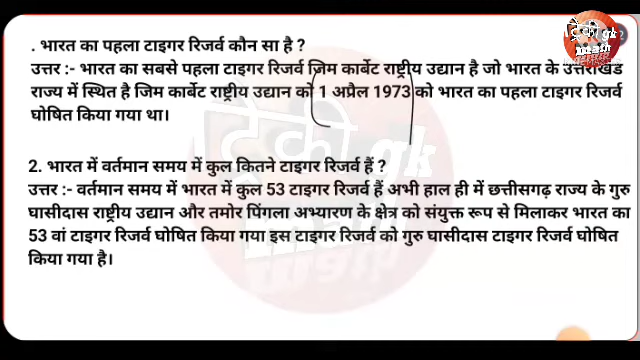 . भारत का पहला टाइगर रिजर्व कौन सा है ?
उत्तर :- भारत का सबसे पहला टाइगर रिजर्व जिम कार्बेट राष्ट्रीय उद्यान है जो भारत के उत्तराखंड
राज्य में स्थित है जिम कार्बेट राष्ट्रीय उद्यान को 1 अप्रैल 1973 को भारत का पहला टाइगर रिजर्व
घोषित किया गया था।
2. भारत में वर्तमान समय में कुल कितने टाइगर रिजर्व हैं ?
उत्तर :- वर्तमान समय में भारत में कुल 53 टाइगर रिजर्व हैं अभी हाल ही में छत्तीसगढ़ राज्य के गुरु
घासीदास राष्ट्रीय उद्यान और तमोर पिंगला अभ्यारण के क्षेत्र को संयुक्त रूप से मिलाकर भारत का
53 वां टाइगर रिजर्व घोषित किया गया इस टाइगर रिजर्व को गुरु घासीदास टाइगर रिजर्व घोषित
किया गया है।